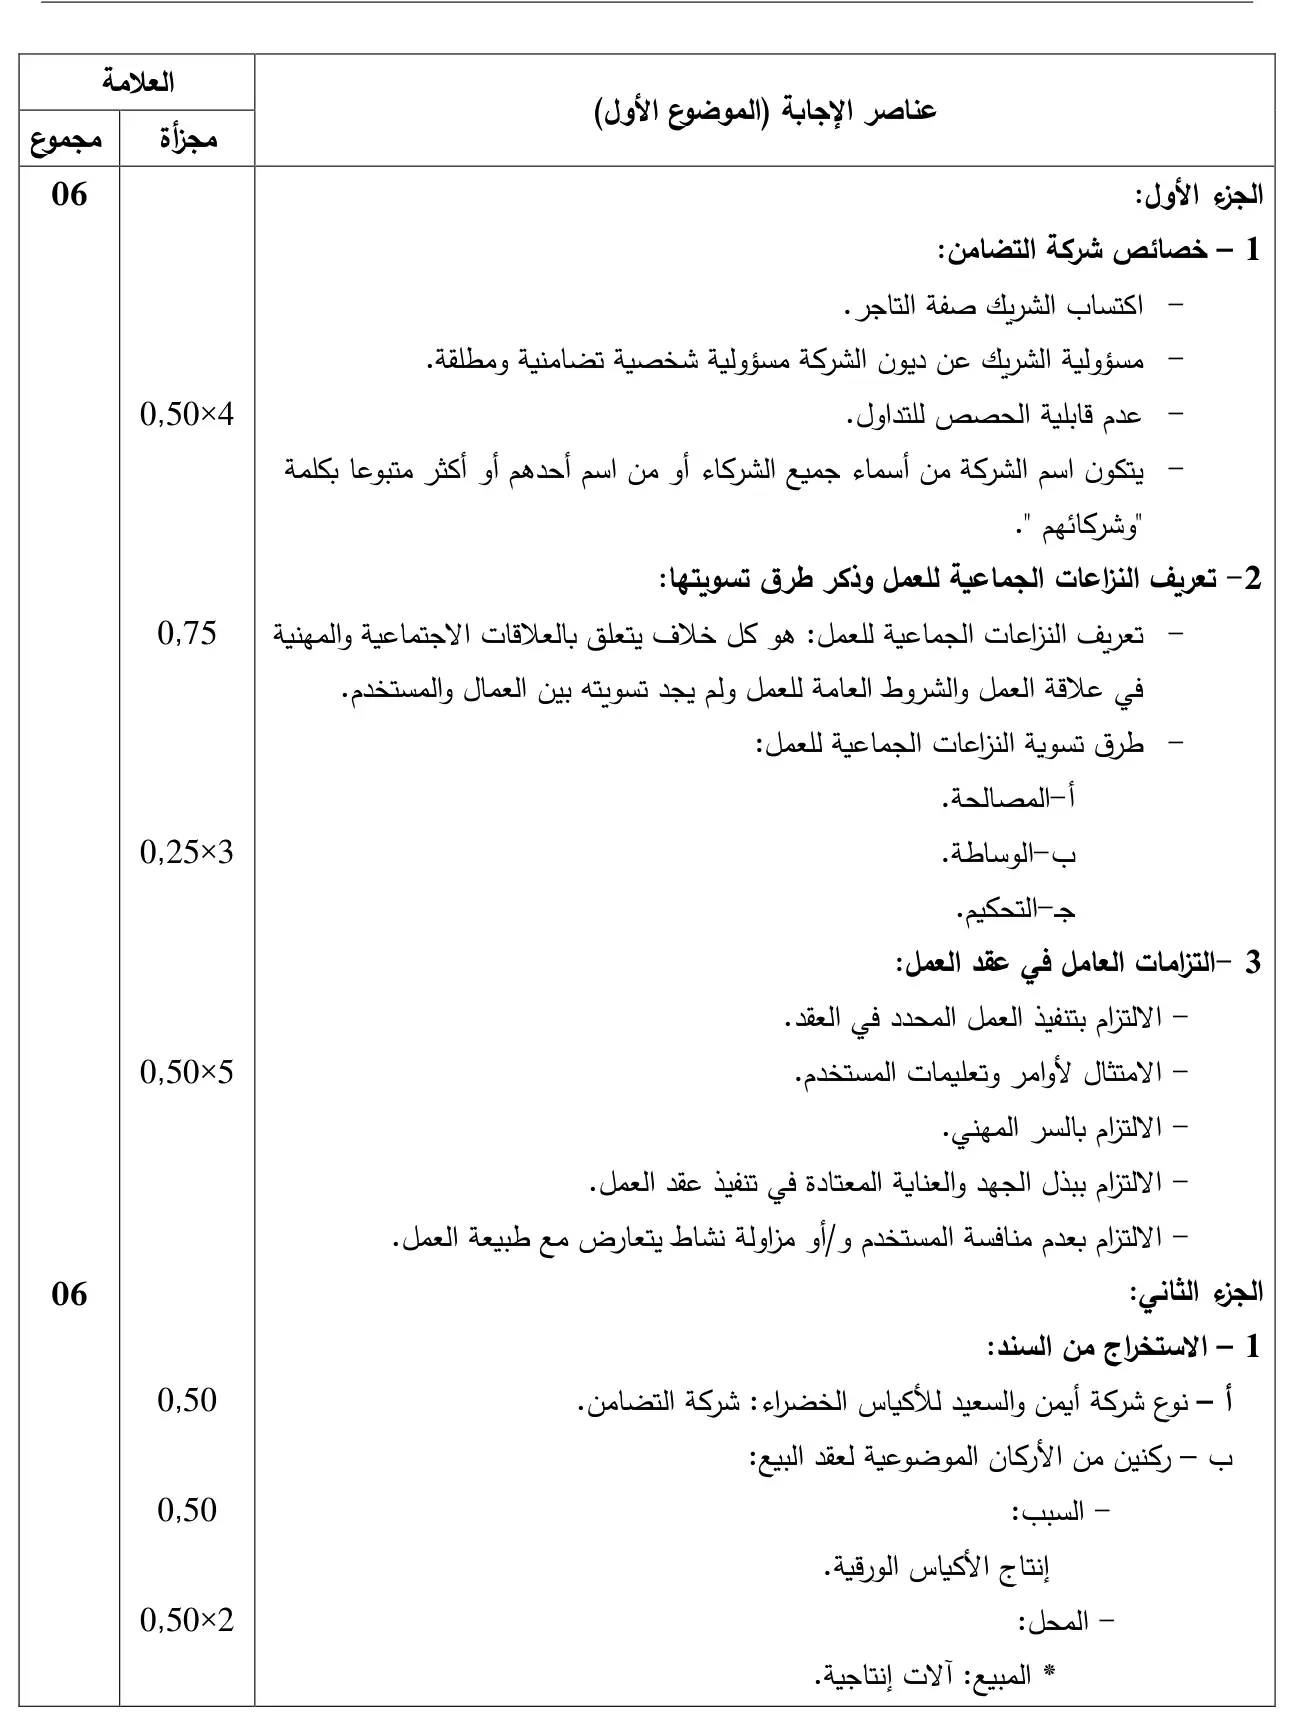 العلامة
عناصر الإجابة (الموضوع الأول)
مجزأة
مجموع
الجزء الأول:
06
1 – خصائص شركة التضامن:
- اكتساب الشريك صفة التاجر.
- مسؤولية الشريك عن ديون الشركة مسؤولية شخصية تضامنية ومطلقة.
- عدم قابلية الحصص للتداول.
0,50×4
- يتكون اسم الشركة من أسماء جميع الشركاء أو من اسم أحدهم أو أكثر متبوعا بكلمة
"وشركائهم ".
2- تعريف النزاعات الجماعية للعمل وذكر طرق تسويتها:
- تعريف النزاعات الجماعية للعمل: هو كل خلاف يتعلق بالعلاقات الاجتماعية والمهنية
0,75
في علاقة العمل والشروط العامة للعمل ولم يجد تسويته بين العمال والمستخدم.
- طرق تسوية النزاعات الجماعية للعمل:
أ-المصالحة.
ب-الوساطة.
0,25×3
جـ-التحكيم.
3 -التزامات العامل في عقد العمل:
- الالتزام بتنفيذ العمل المحدد في العقد.
- الامتثال لأوامر وتعليمات المستخدم.
0,50×5
- الالتزام بالسر المهني.
- الالتزام ببذل الجهد والعناية المعتادة في تنفيذ عقد العمل.
- الالتزام بعدم منافسة المستخدم و/أو مزاولة نشاط يتعارض مع طبيعة العمل.
الجزء الثاني:
06
1 – الاستخراج من السند:
أ – نوع شركة أيمن والسعيد للأكياس الخضراء: شركة التضامن.
0,50
ب – ركنين من الأركان الموضوعية لعقد البيع:
- السبب:
0,50
إنتاج الأكياس الورقية.
- المحل:
0,50×2
* المبيع: آلات إنتاجية.